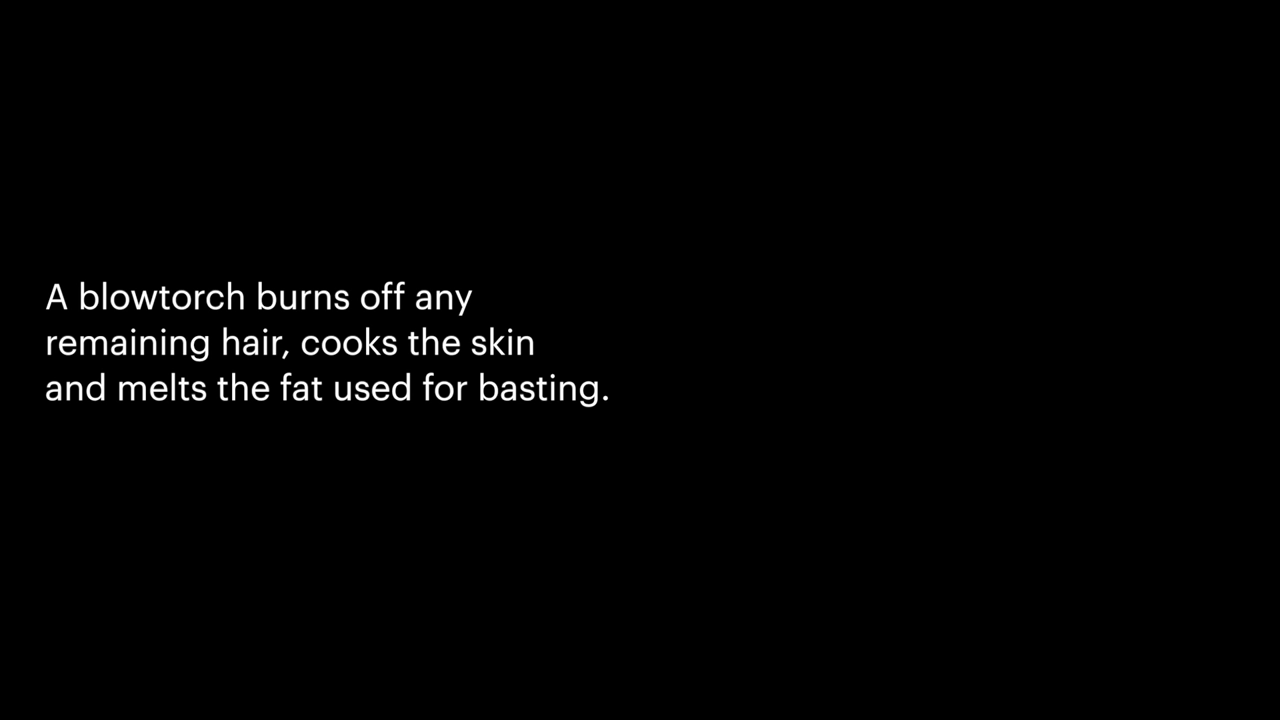 A blowtorch burns off any
remaining hair, cooks the skin
and melts the fat used for basting.